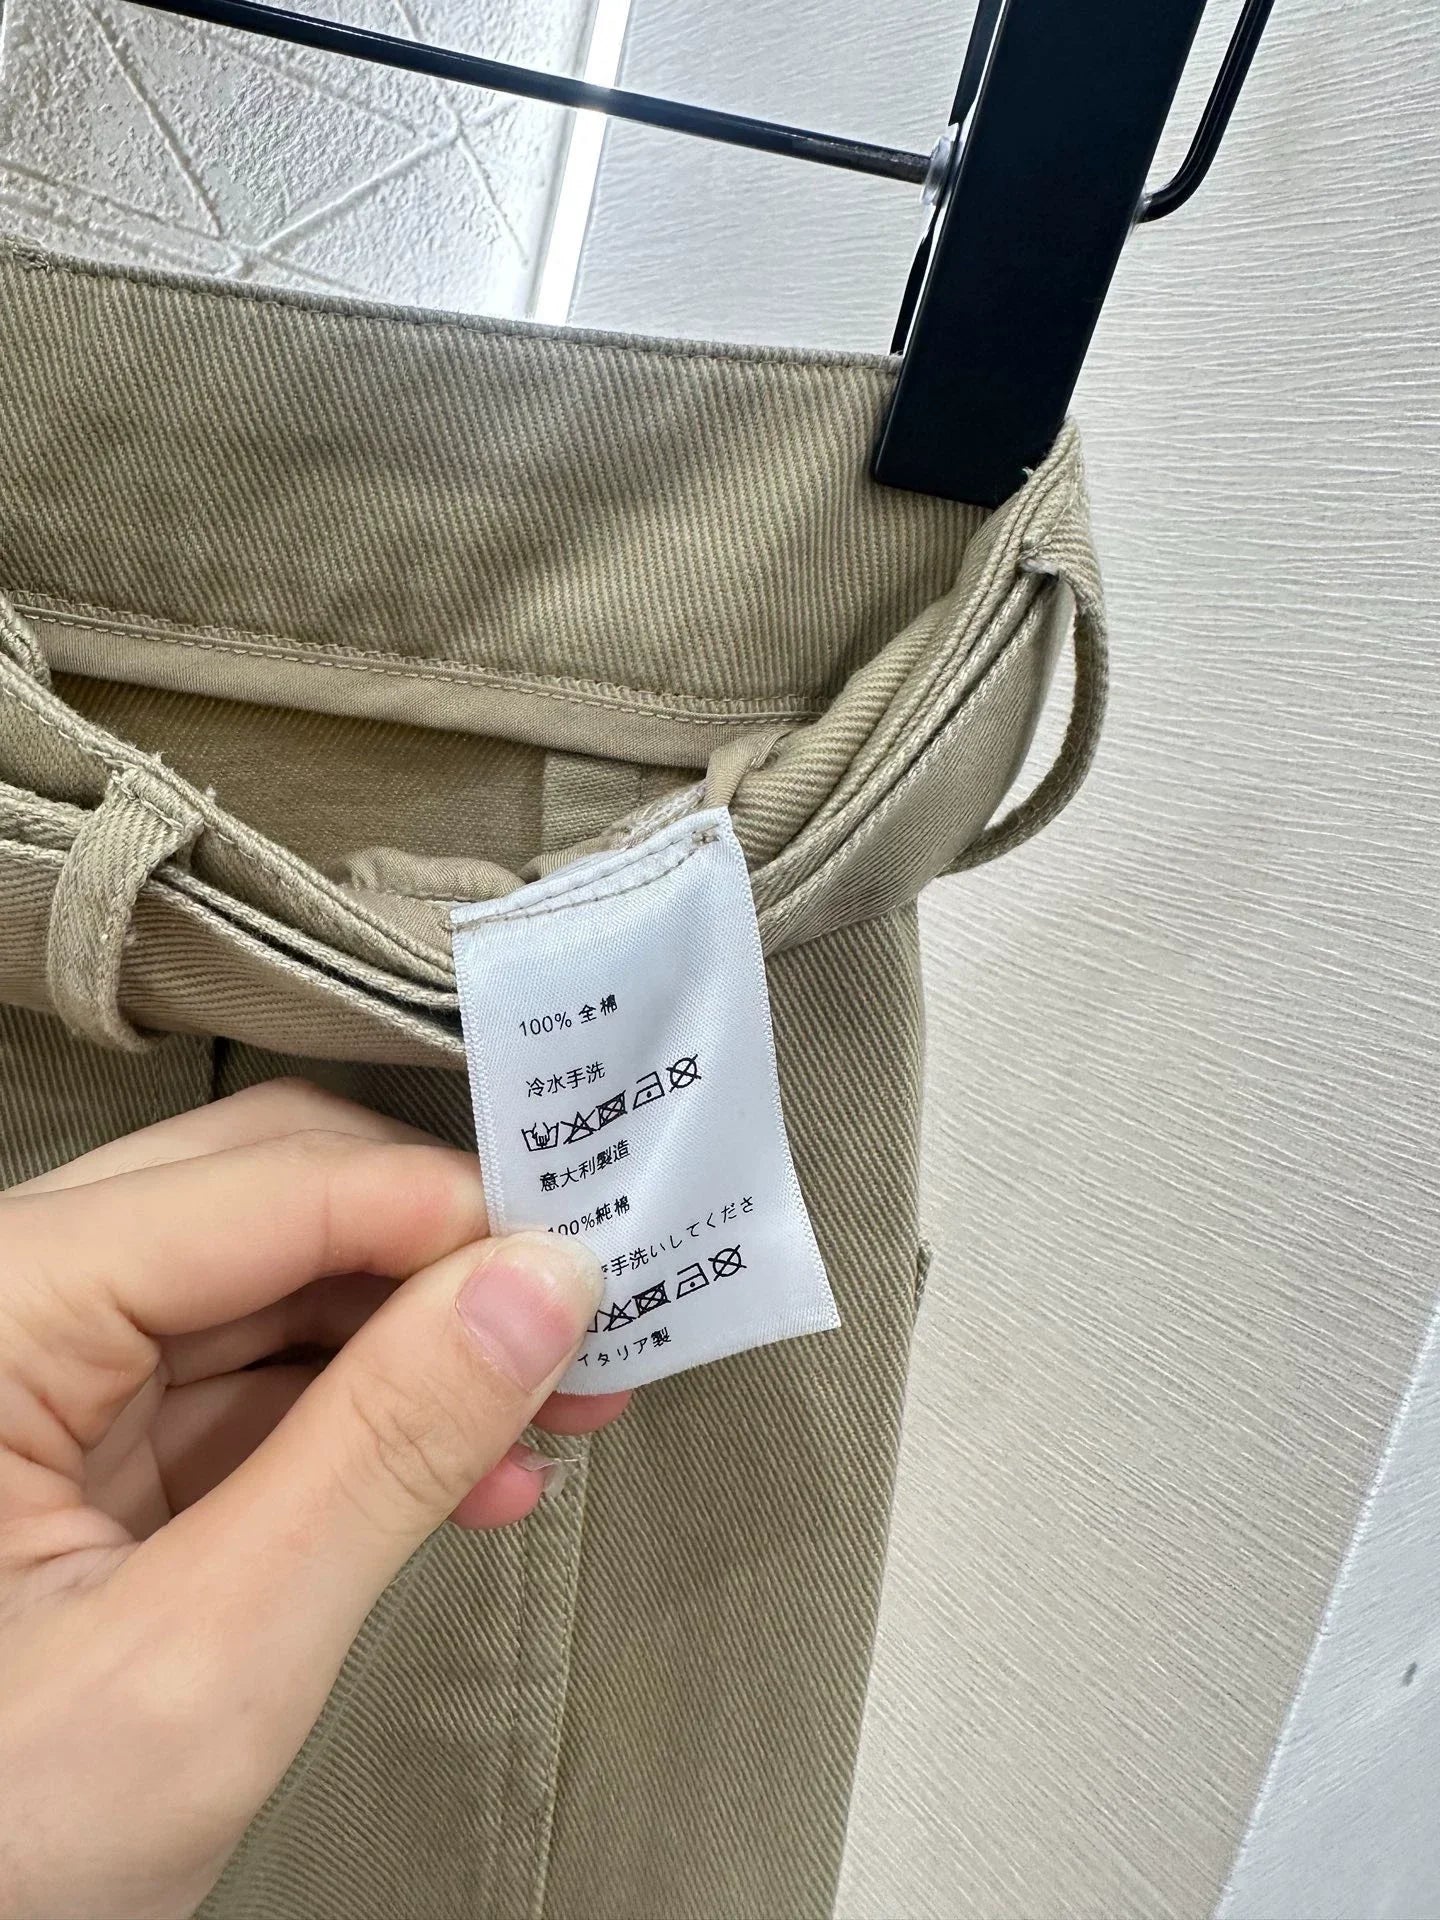 100% 全棉
冷水手洗
意大利製造
100%純棉
手洗いしてくださ
イタリア製